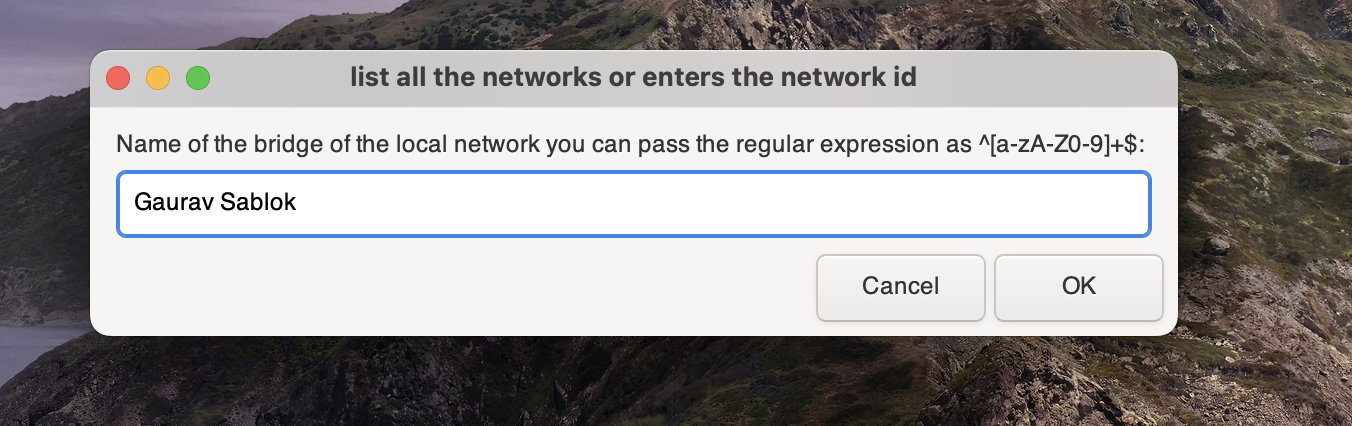 list all the networks or enters the network id
Name of the bridge of the local network you can pass the regular expression as ^[a-zA-Z0-9]+$:
Gaurav Sablok
Cancel OK